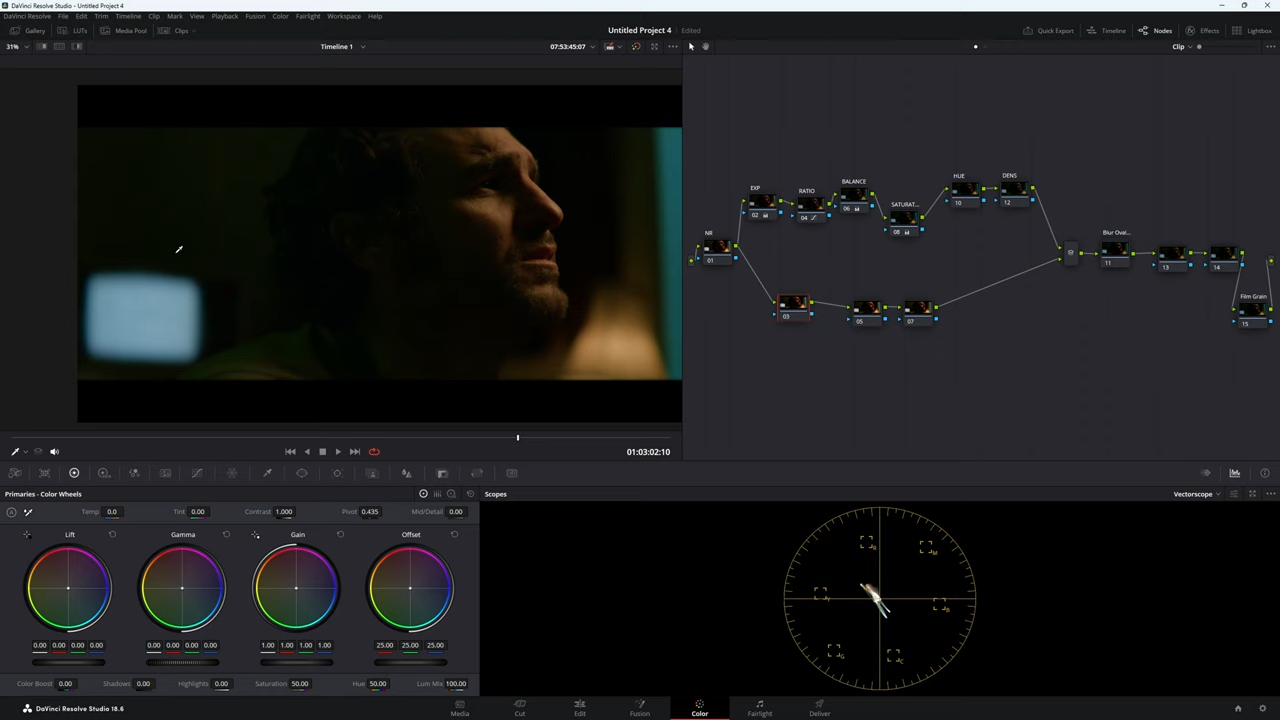 DaVinci Resolve Studio - Untitled Project 4
DaVinci Resolve File Edit Trim Timeline Clip Mark View Playback Fusion Color Fairlight Workspace Help
Gallery LUTs Media Pool Clips Untitled Project 4 Edited Quick Export Timeline Nodes Effects Lightbox
31% Timeline 1 07:53:45:07 Clip
NR 01
EXP 02
RATIO 04
BALANCE 06
SATURAT... 08
HUE 10
DENS 12
Blur Oval... 11
13
14
Film Grain 15
03
05
07
01:03:02:10
Primaries - Color Wheels
Scopes Vectorscope
A Temp 0.0 Tint 0.00 Contrast 1.000 Pivot 0.435 Mid/Detail 0.00
Lift Gamma Gain Offset
0.00 0.00 0.00 0.00 0.00 0.00 0.00 0.00 1.00 1.00 1.00 1.00 25.00 25.00 25.00
Color Boost 0.00 Shadows 0.00 Highlights 0.00 Saturation 50.00 Hue 50.00 Lum Mix 100.00
R M
Y B
G C
DaVinci Resolve Studio 18.6
Media Cut Edit Fusion Color Fairlight Deliver